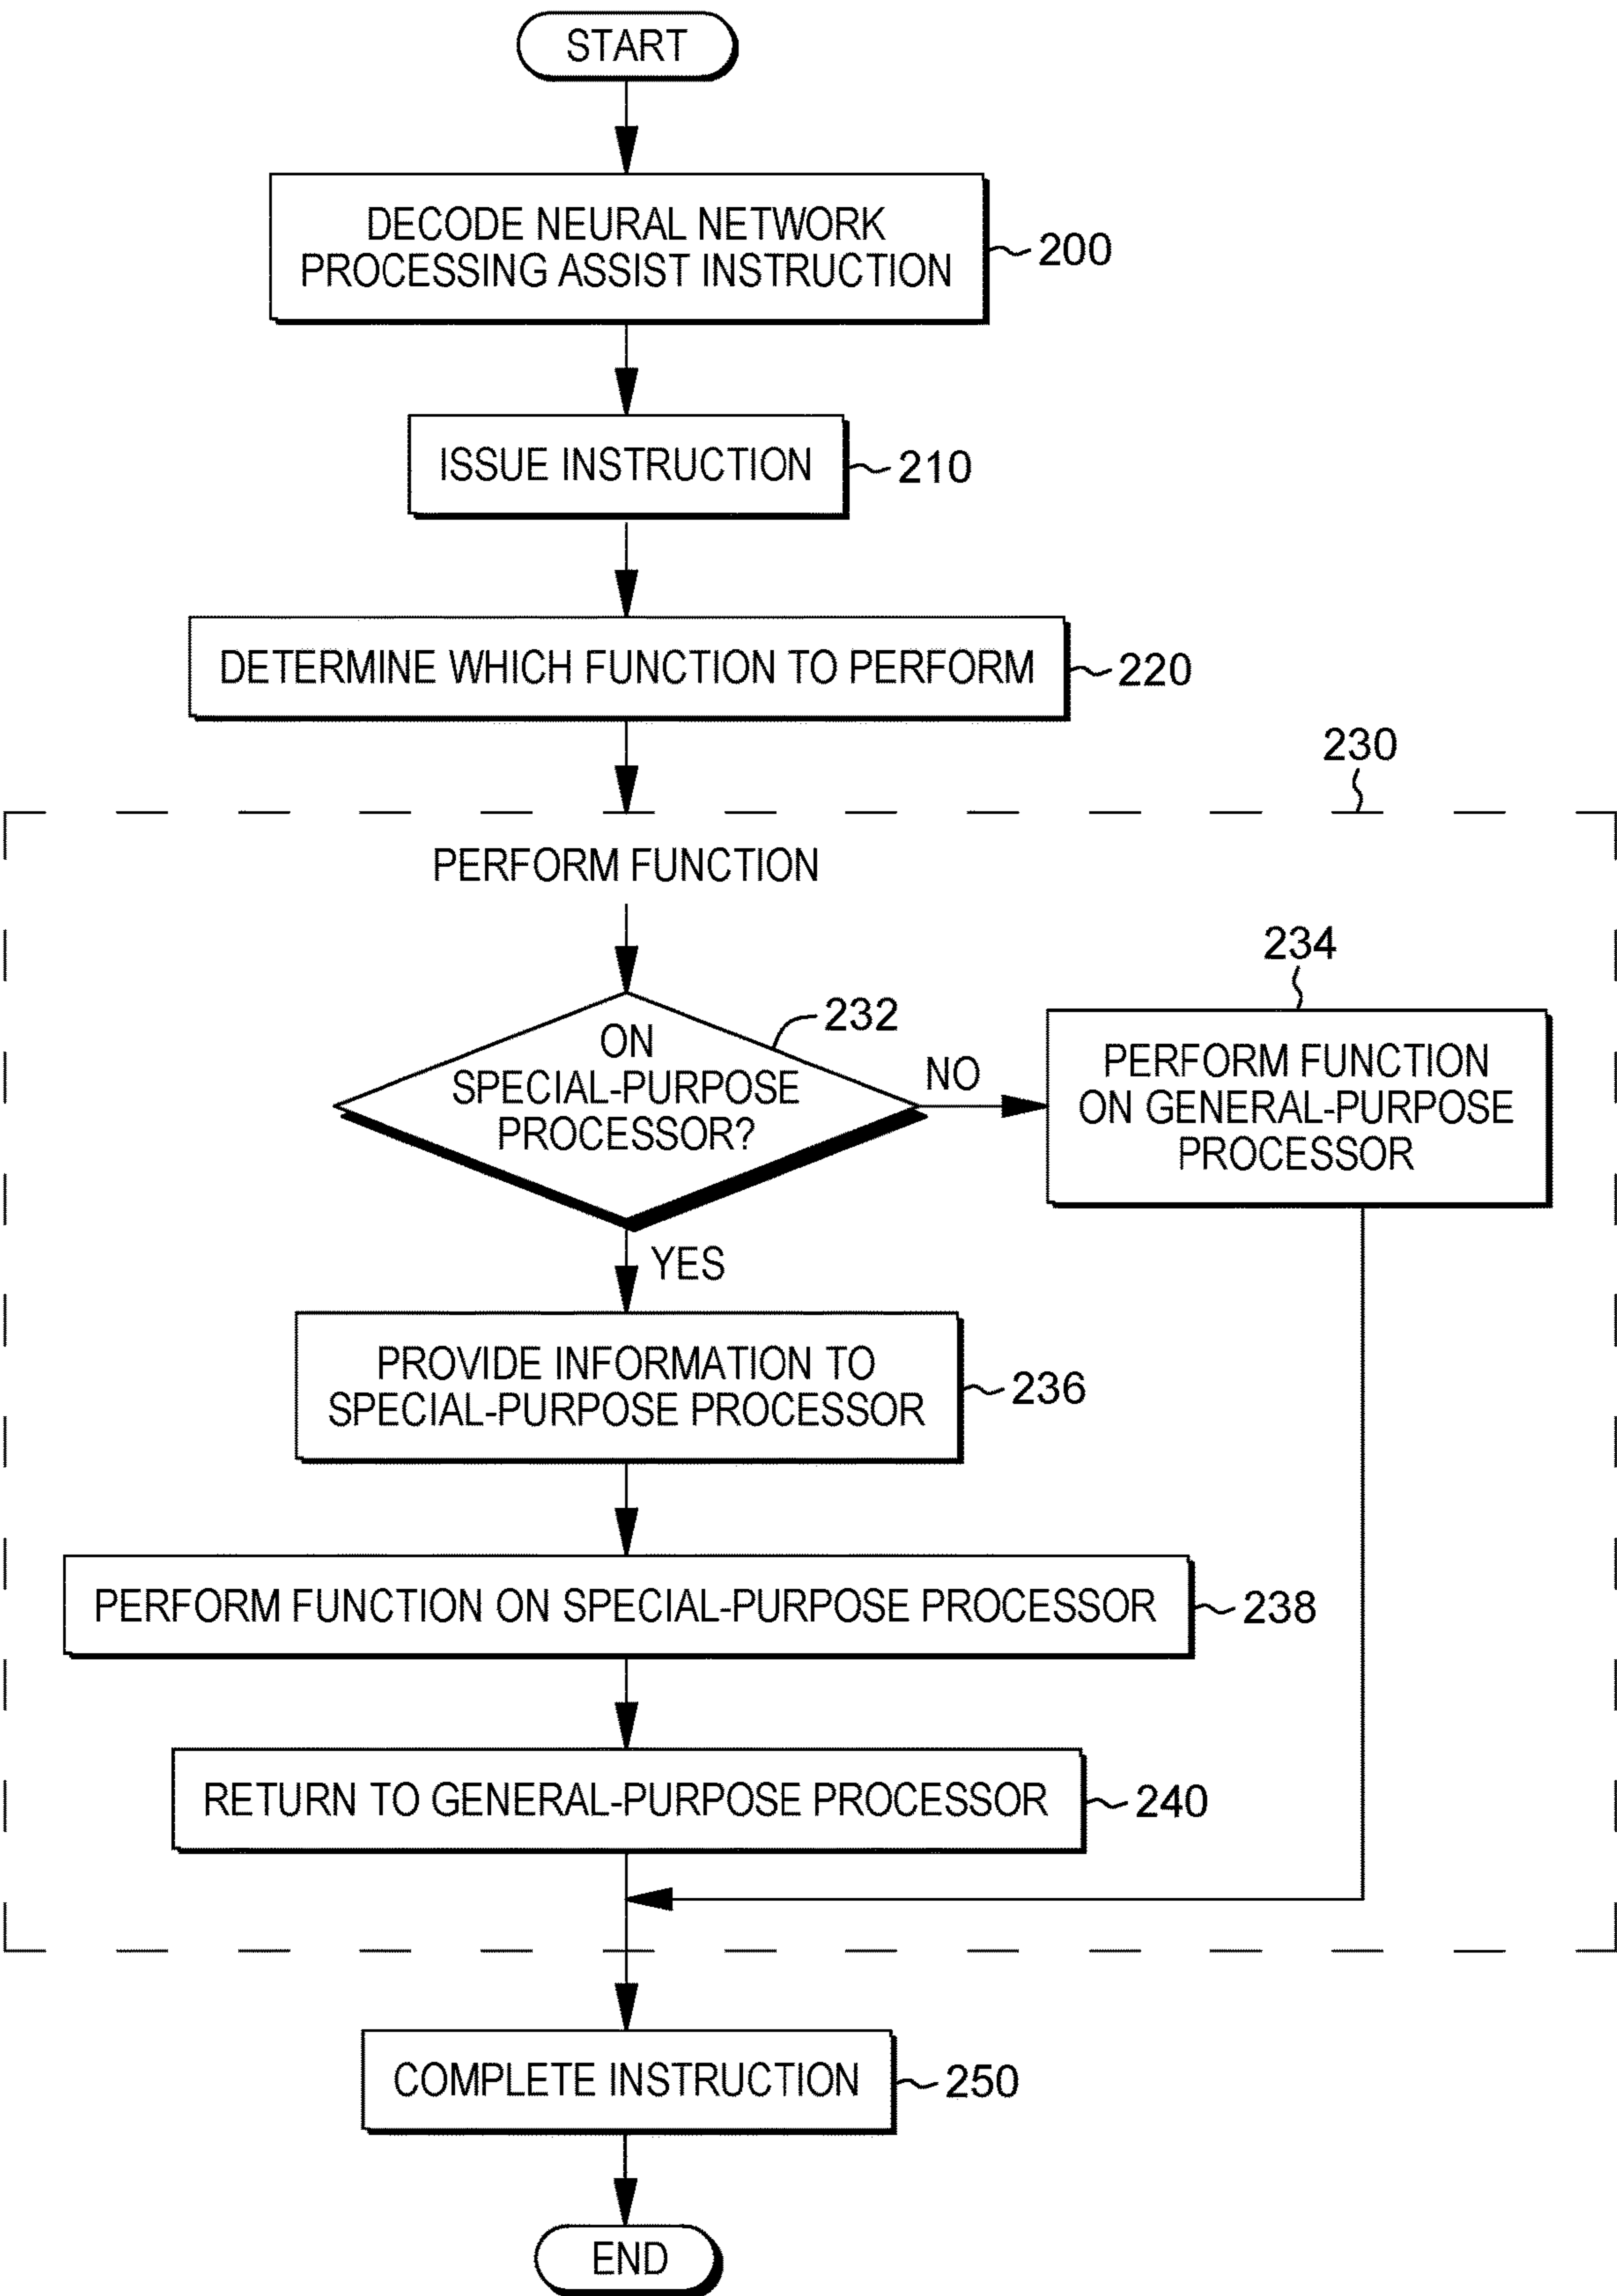 START
DECODE NEURAL NETWORK
PROCESSING ASSIST INSTRUCTION
200
ISSUE INSTRUCTION
210
DETERMINE WHICH FUNCTION TO PERFORM
220
230
PERFORM FUNCTION
ON
SPECIAL-PURPOSE
PROCESSOR?
232
NO
234
PERFORM FUNCTION
ON GENERAL-PURPOSE
PROCESSOR
YES
PROVIDE INFORMATION TO
SPECIAL-PURPOSE PROCESSOR
236
PERFORM FUNCTION ON SPECIAL-PURPOSE PROCESSOR
238
RETURN TO GENERAL-PURPOSE PROCESSOR
240
COMPLETE INSTRUCTION
250
END